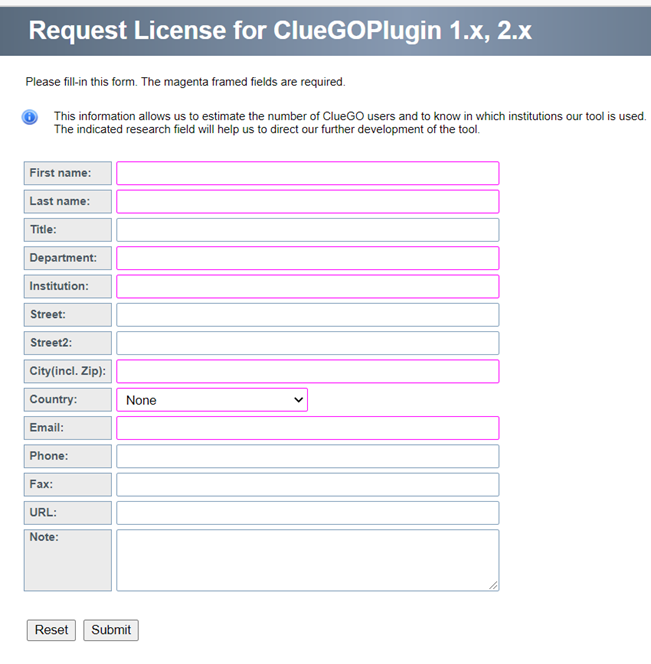 Request License for ClueGOPlugin 1.x, 2.x
Please fill-in this form. The magenta framed fields are required.
This information allows us to estimate the number of ClueGO users and to know in which institutions our tool is used.
The indicated research field will help us to direct our further development of the tool.
First name:
Last name:
Title:
Department:
Institution:
Street:
Street2:
City(incl. Zip):
Country: None
Email:
Phone:
Fax:
URL:
Note:
Reset Submit